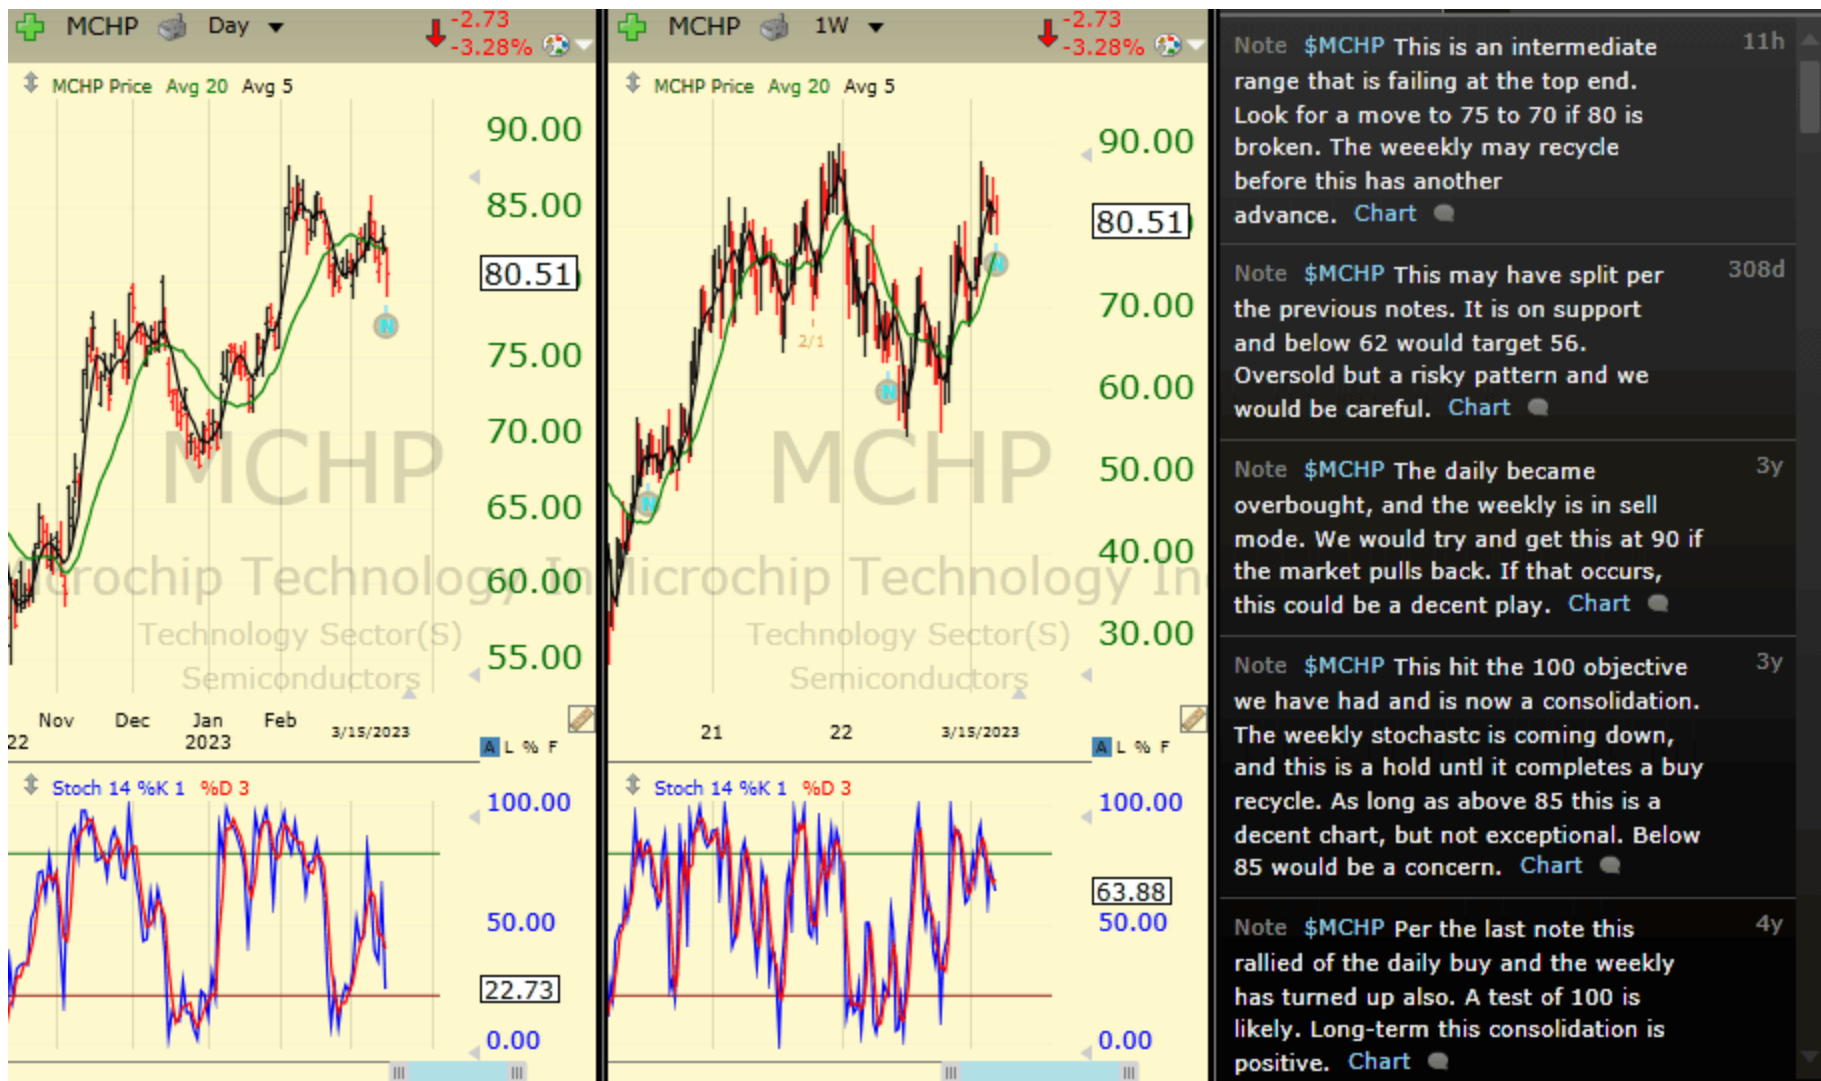 MCHP Day
-2.73
-3.28%
MCHP Price Avg 20 Avg 5
90.00
85.00
80.51
75.00
70.00
65.00
60.00
55.00
MCHP
rochip Technology In
Technology Sector(S)
Semiconductors
N
Nov Dec Jan Feb 3/15/2023
22 2023
A L % F
Stoch 14 %K 1 %D 3
100.00
50.00
22.73
0.00
MCHP 1W
-2.73
-3.28%
MCHP Price Avg 20 Avg 5
90.00
80.51
70.00
60.00
50.00
40.00
30.00
2/1
N
N
N
MCHP
Microchip Technology In
Technology Sector(S)
Semiconductors
21 22 3/15/2023
A L % F
Stoch 14 %K 1 %D 3
100.00
63.88
50.00
0.00
Note $MCHP This is an intermediate 11h
range that is failing at the top end.
Look for a move to 75 to 70 if 80 is
broken. The weeekly may recycle
before this has another
advance. Chart
Note $MCHP This may have split per 308d
the previous notes. It is on support
and below 62 would target 56.
Oversold but a risky pattern and we
would be careful. Chart
Note $MCHP The daily became 3y
overbought, and the weekly is in sell
mode. We would try and get this at 90 if
the market pulls back. If that occurs,
this could be a decent play. Chart
Note $MCHP This hit the 100 objective 3y
we have had and is now a consolidation.
The weekly stochastc is coming down,
and this is a hold untl it completes a buy
recycle. As long as above 85 this is a
decent chart, but not exceptional. Below
85 would be a concern. Chart
Note $MCHP Per the last note this 4y
rallied of the daily buy and the weekly
has turned up also. A test of 100 is
likely. Long-term this consolidation is
positive. Chart